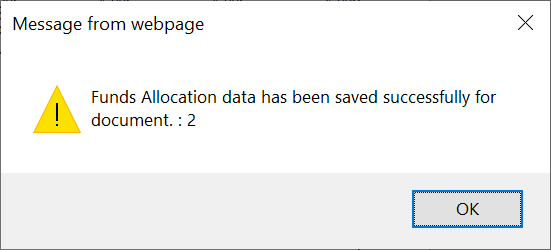 Message from webpage
Funds Allocation data has been saved successfully for
document. : 2
OK